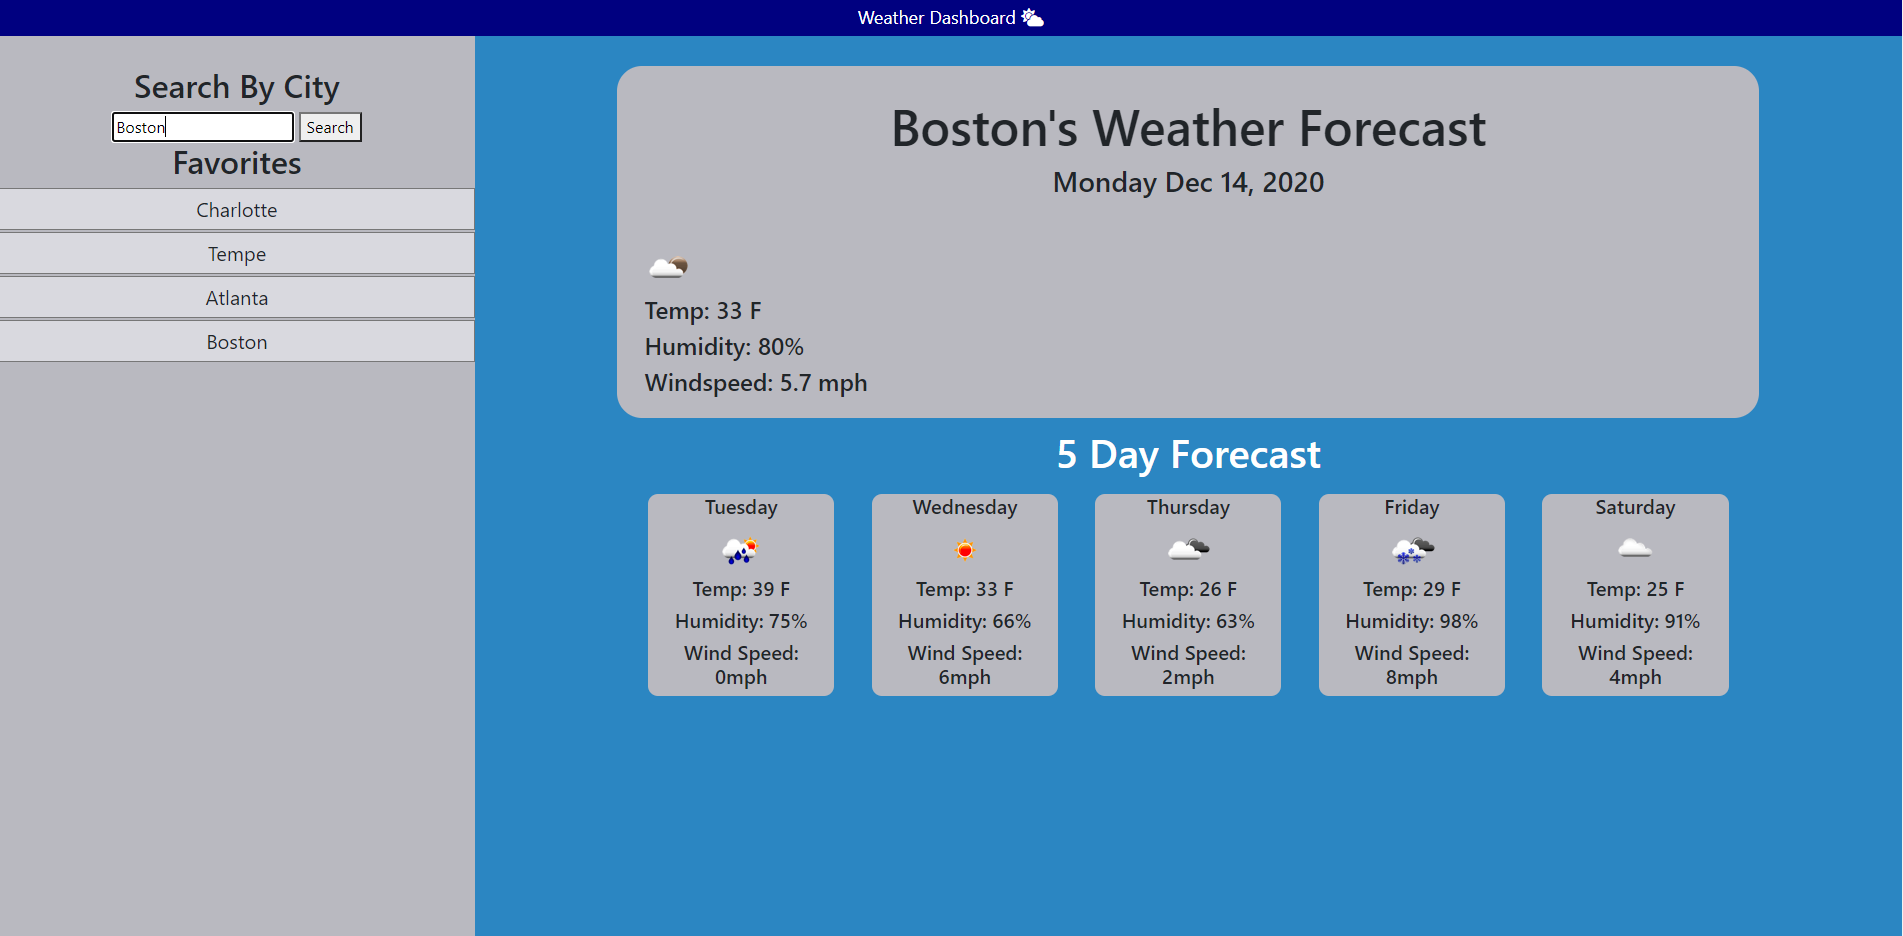 Weather Dashboard
Search By City
Boston
Search
Favorites
Charlotte
Tempe
Atlanta
Boston
Boston's Weather Forecast
Monday Dec 14, 2020
Temp: 33 F
Humidity: 80%
Windspeed: 5.7 mph
5 Day Forecast
Tuesday
Temp: 39 F
Humidity: 75%
Wind Speed:
0mph
Wednesday
Temp: 33 F
Humidity: 66%
Wind Speed:
6mph
Thursday
Temp: 26 F
Humidity: 63%
Wind Speed:
2mph
Friday
Temp: 29 F
Humidity: 98%
Wind Speed:
8mph
Saturday
Temp: 25 F
Humidity: 91%
Wind Speed:
4mph